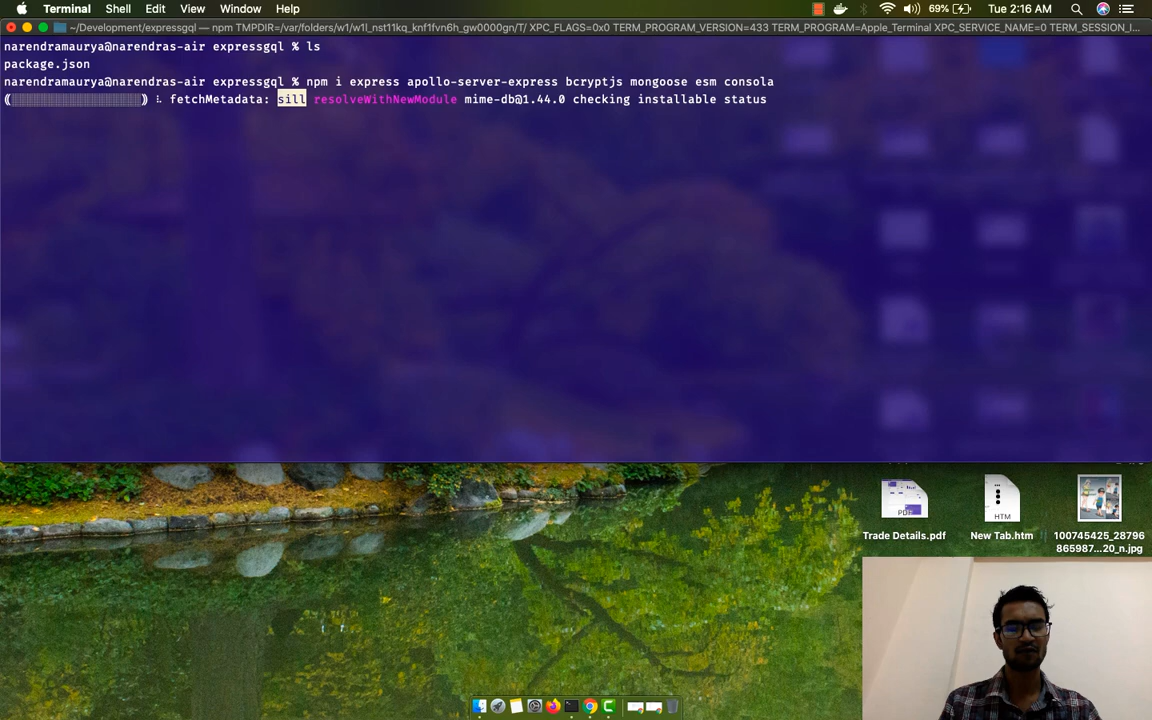 Terminal Shell Edit View Window Help 69% Tue 2:16 AM
~/Development/expressgql — npm TMPDIR=/var/folders/w1/w1l_nst11kq_knf1fvn6h_gw0000gn/T/ XPC_FLAGS=0x0 TERM_PROGRAM_VERSION=433 TERM_PROGRAM=Apple_Terminal XPC_SERVICE_NAME=0 TERM_SESSION_I...
narendramaurya@narendras-air expressgql % ls
package.json
narendramaurya@narendras-air expressgql % npm i express apollo-server-express bcryptjs mongoose esm consola
fetchMetadata: sill resolveWithNewModule mime-db@1.44.0 checking installable status
PDF
HTM
Trade Details.pdf
New Tab.htm
100745425_28796
865987...20_n.jpg